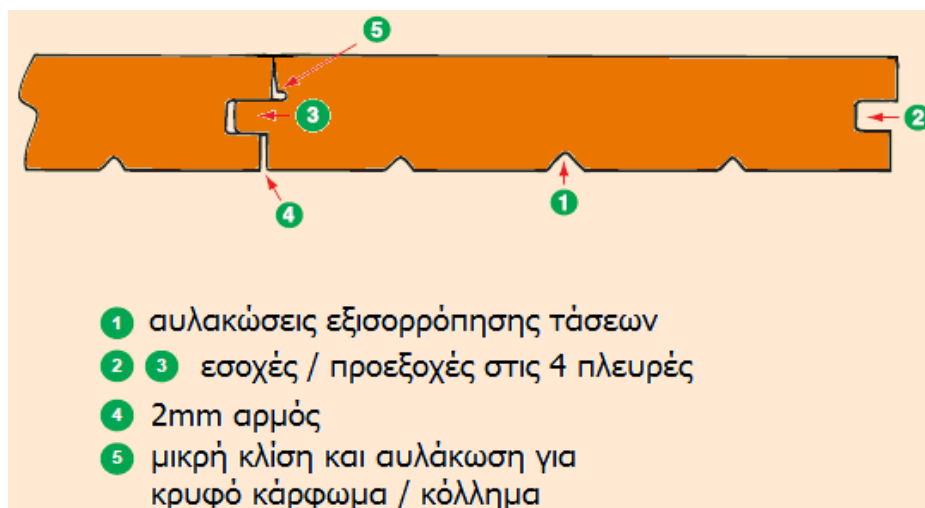 5
3
2
4
1
1 αυλακώσεις εξισορρόπησης τάσεων
2 3 εσοχές / προεξοχές στις 4 πλευρές
4 2mm αρμός
5 μικρή κλίση και αυλάκωση για
κρυφό κάρφωμα / κόλλημα